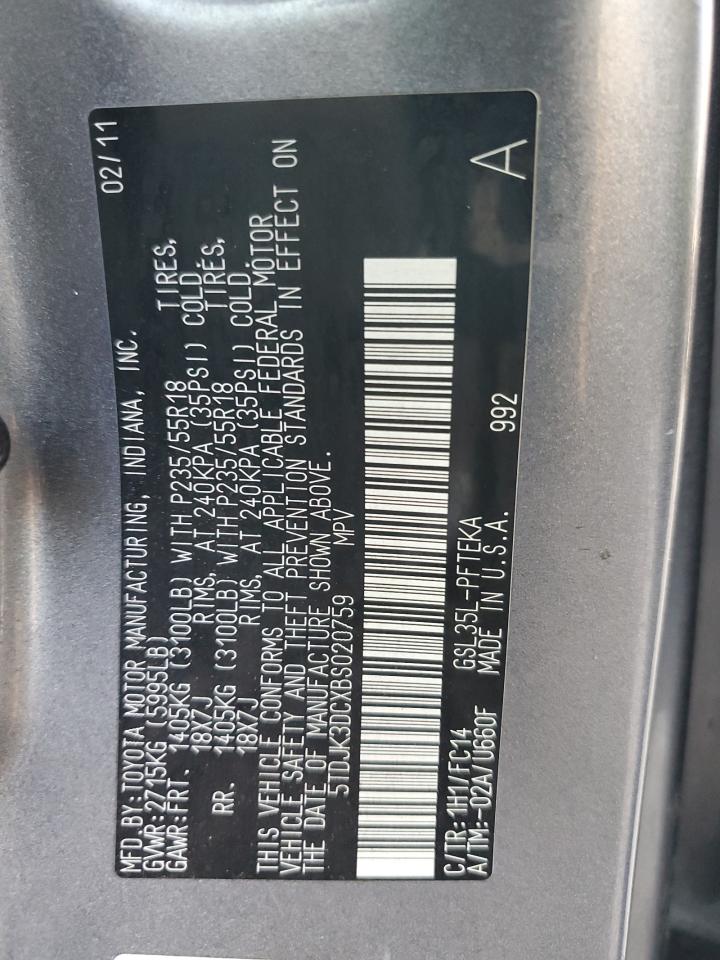 MFD.BY:TOYOTA MOTOR MANUFACTURING, INDIANA, INC. 02/11
GVWR:2715KG (5995LB)
GAWR:FRT. 1405KG (3100LB) WITH P235/55R18 TIRES,
18X7J RIMS, AT 240KPA (35PSI) COLD.
RR. 1405KG (3100LB) WITH P235/55R18 TIRES,
18X7J RIMS, AT 240KPA (35PSI) COLD.
THIS VEHICLE CONFORMS TO ALL APPLICABLE FEDERAL MOTOR
VEHICLE SAFETY AND THEFT PREVENTION STANDARDS IN EFFECT ON
THE DATE OF MANUFACTURE SHOWN ABOVE.
5TDJK3DCXBS020759 MPV
C/TR:1H1/FC14 GSL35L-PFTEKA
A/TM:-02A/U660F MADE IN U.S.A. 992 A